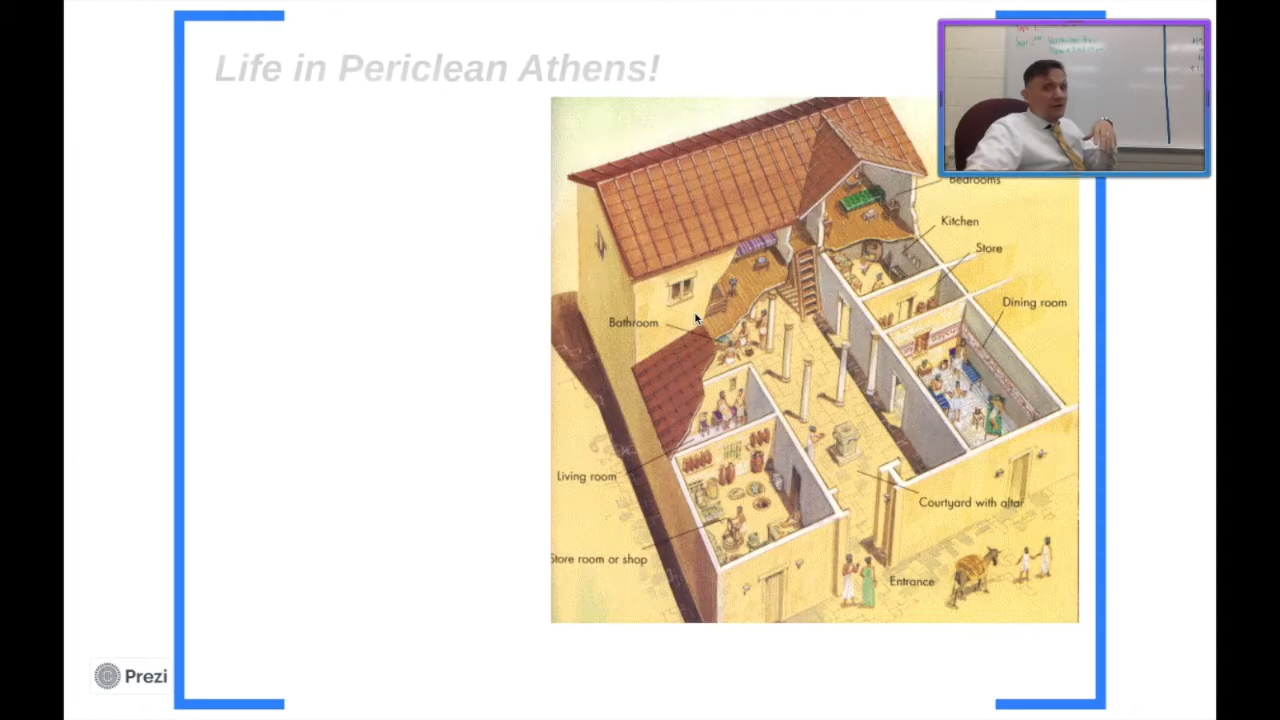 Life in Periclean Athens!
Bedrooms
Kitchen
Store
Dining room
Bathroom
Living room
Courtyard with altar
Store room or shop
Entrance
Prezi